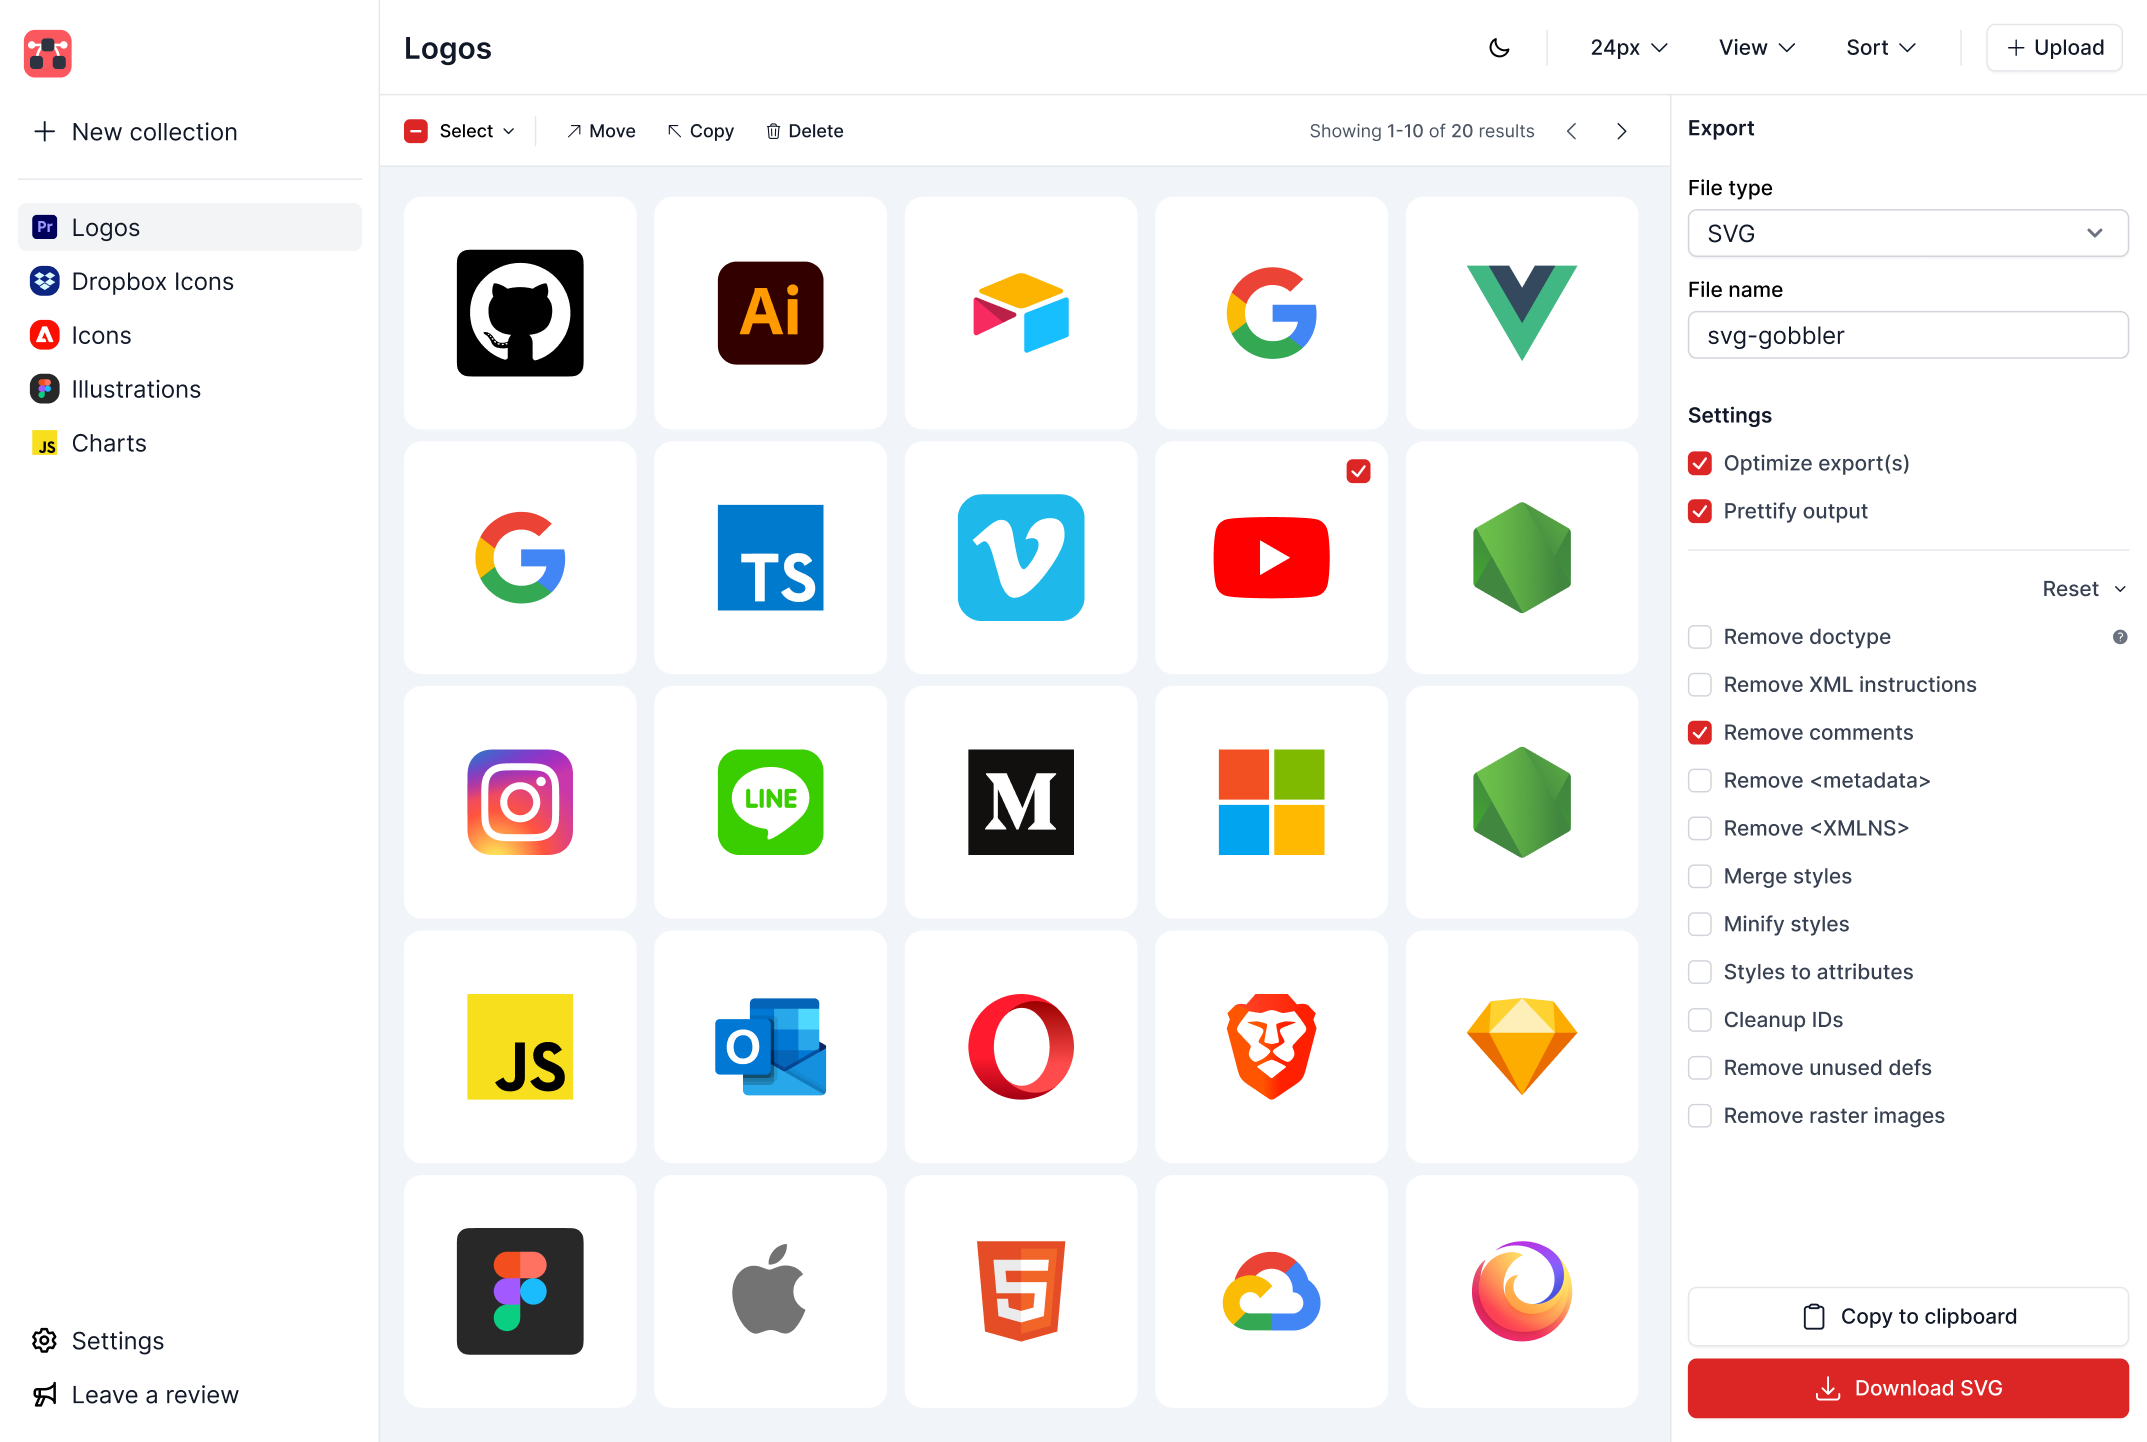 Logos
24px
View
Sort
Upload
New collection
Pr Logos
Dropbox Icons
Icons
Illustrations
JS Charts
Settings
Leave a review
Select
Move
Copy
Delete
Showing 1-10 of 20 results
Ai
TS
LINE
M
JS
O
5
Export
File type
SVG
File name
svg-gobbler
Settings
Optimize export(s)
Prettify output
Reset
Remove doctype
?
Remove XML instructions
Remove comments
Remove <metadata>
Remove <XMLNS>
Merge styles
Minify styles
Styles to attributes
Cleanup IDs
Remove unused defs
Remove raster images
Copy to clipboard
Download SVG